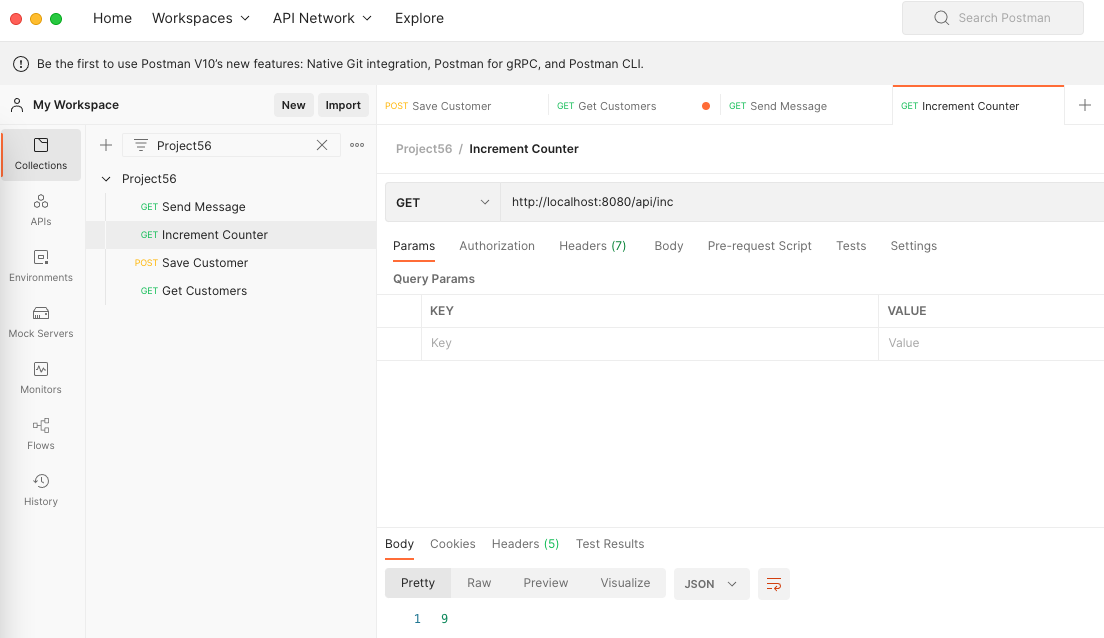 Home Workspaces API Network Explore Search Postman
Be the first to use Postman V10's new features: Native Git integration, Postman for gRPC, and Postman CLI.
My Workspace New Import
POST Save Customer GET Get Customers GET Send Message GET Increment Counter
Collections
APIs
Environments
Mock Servers
Monitors
Flows
History
Project56
Project56
GET Send Message
GET Increment Counter
POST Save Customer
GET Get Customers
Project56 / Increment Counter
GET http://localhost:8080/api/inc
Params Authorization Headers (7) Body Pre-request Script Tests Settings
Query Params
KEY VALUE
Key Value
Body Cookies Headers (5) Test Results
Pretty Raw Preview Visualize JSON
1 9